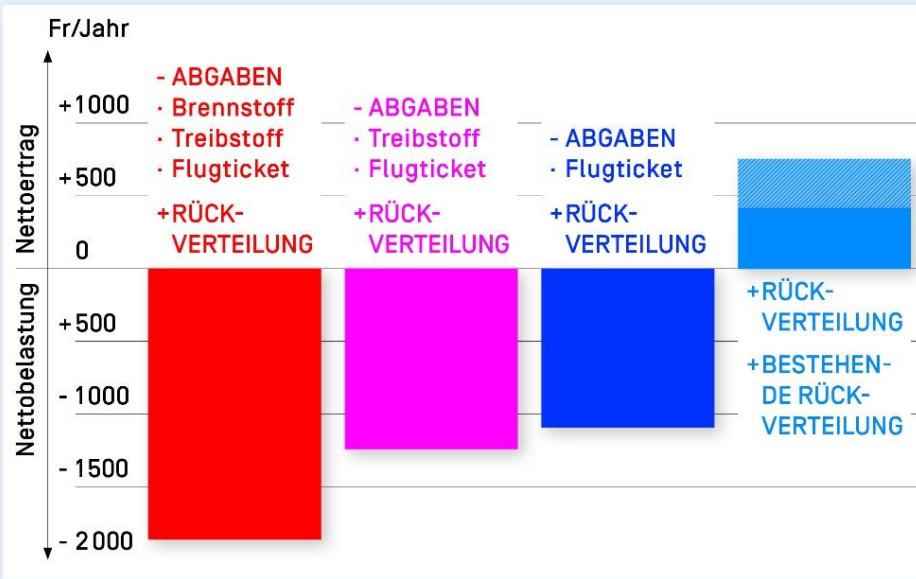 Fr/Jahr
Nettoertrag
Nettobelastung
+1000
+500
0
+500
- 1000
- 1500
- 2000
- ABGABEN
· Brennstoff
· Treibstoff
· Flugticket
+RÜCK-
VERTEILUNG
- ABGABEN
· Treibstoff
· Flugticket
+RÜCK-
VERTEILUNG
- ABGABEN
· Flugticket
+RÜCK-
VERTEILUNG
+RÜCK-
VERTEILUNG
+BESTEHEN-
DE RÜCK-
VERTEILUNG